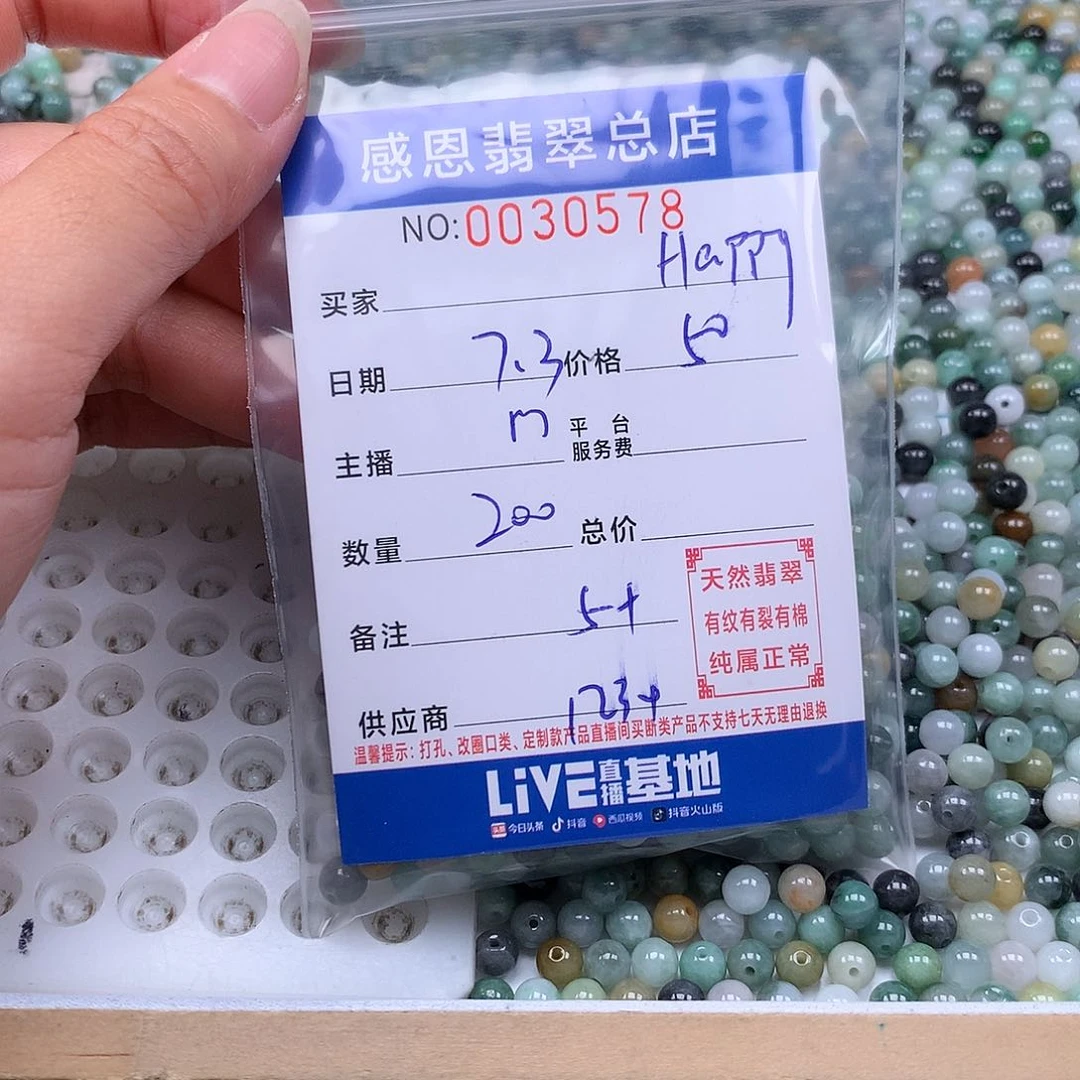 感恩翡翠总店
NO:0030578
买家 Happy
日期 7.3 价格 50
主播 m 平台服务费
数量 200 总价
备注 5+
天然翡翠
有纹有裂有棉
纯属正常
供应商 123+
温馨提示：打孔、改圈口类、定制款产品直播间买断类产品不支持七天无理由退换
LiVE直播基地
头条 今日头条 抖音 西瓜视频 抖音火山版